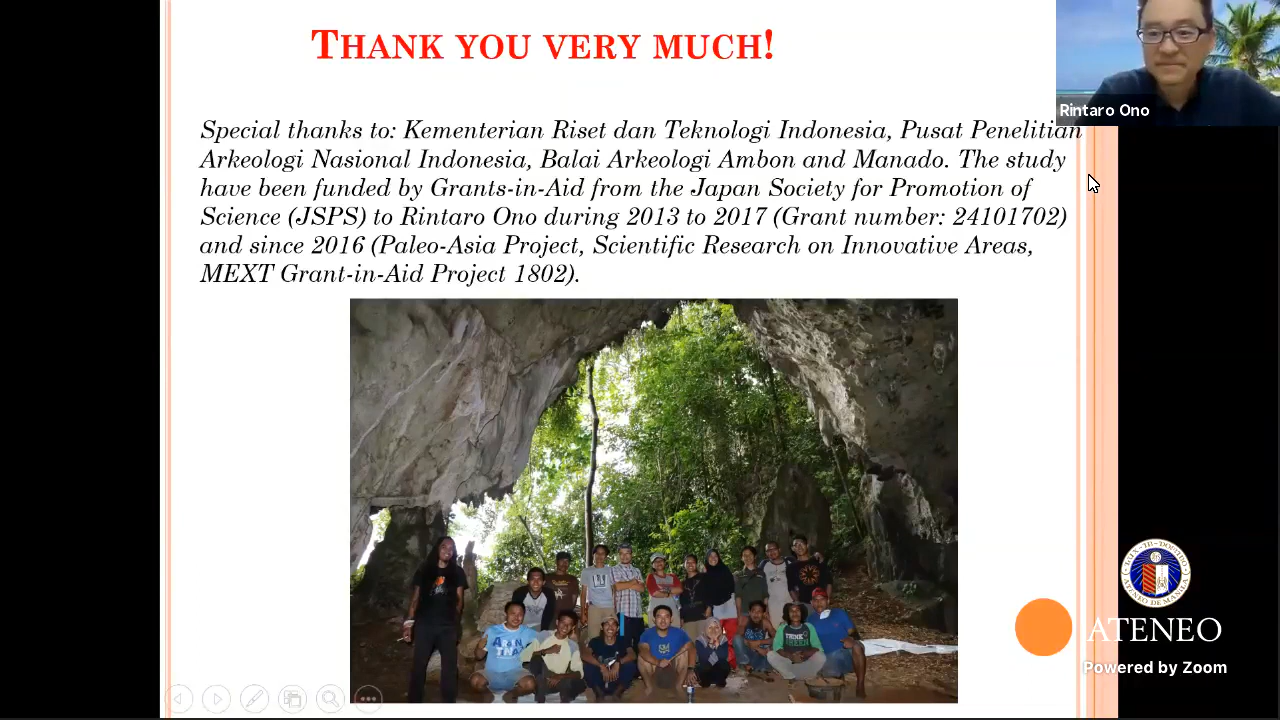 THANK YOU VERY MUCH!
Rintaro Ono
Special thanks to: Kementerian Riset dan Teknologi Indonesia, Pusat Penelitian
Arkeologi Nasional Indonesia, Balai Arkeologi Ambon and Manado. The study
have been funded by Grants-in-Aid from the Japan Society for Promotion of
Science (JSPS) to Rintaro Ono during 2013 to 2017 (Grant number: 24101702)
and since 2016 (Paleo-Asia Project, Scientific Research on Innovative Areas,
MEXT Grant-in-Aid Project 1802).
THINK
GREEN
ATENEO
Powered by Zoom